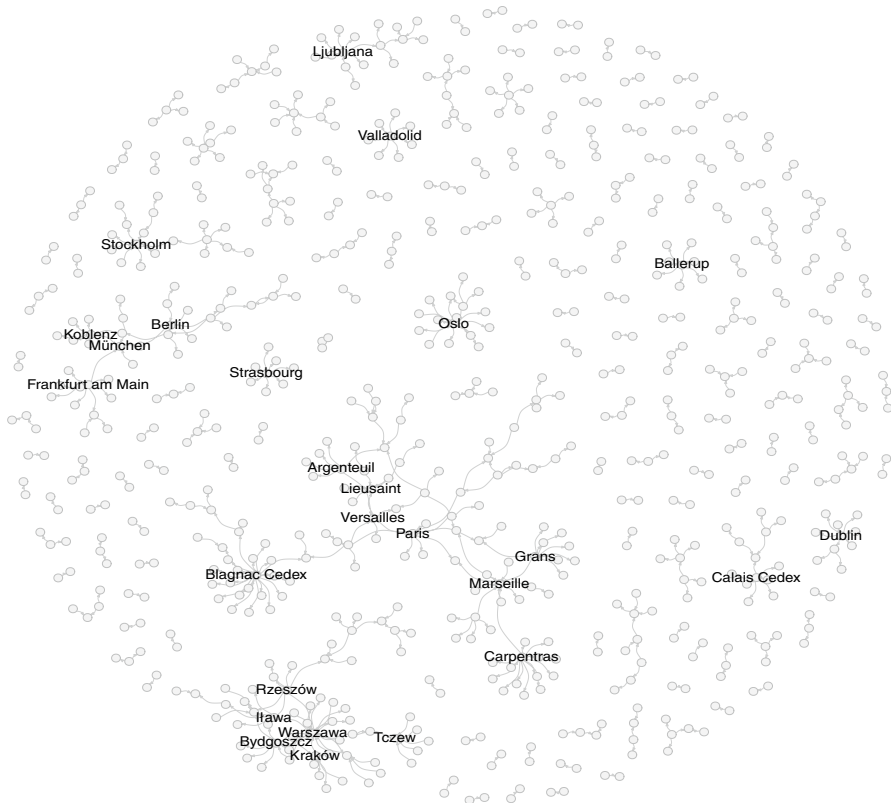 Ljubljana
Valladolid
Stockholm
Ballerup
Oslo
Berlin
Koblenz
München
Strasbourg
Frankfurt am Main
Argenteuil
Lieusaint
Versailles
Paris
Dublin
Grans
Blagnac Cedex
Marseille
Calais Cedex
Carpentras
Rzeszów
Iława
Warszawa
Tczew
Bydgoszcz
Kraków